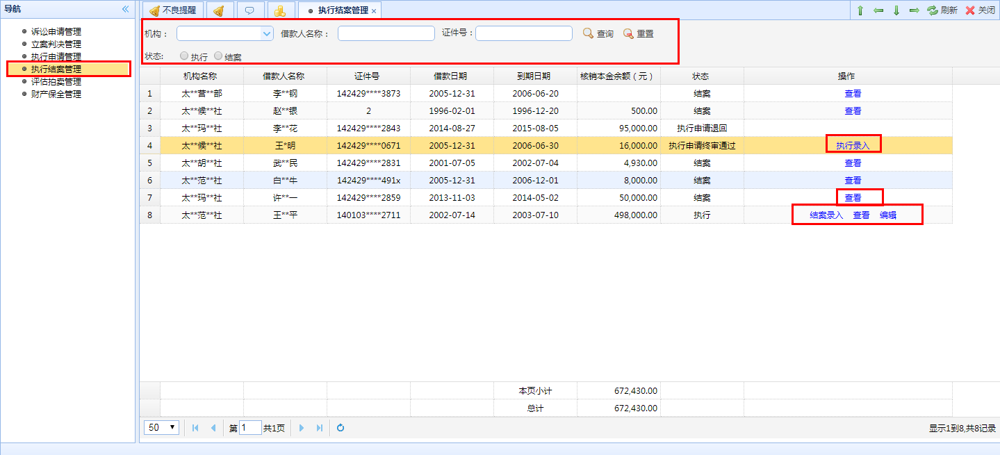 导航
诉讼申请管理
立案判决管理
执行申请管理
执行结案管理
评估拍卖管理
财产保全管理
不良提醒 执行结案管理 × 刷新 关闭
机构： 借款人名称： 证件号： 查询 重置
状态: 执行 结案
机构名称 借款人名称 证件号 借款日期 到期日期 核销本金余额（元） 状态 操作
1 太**营**部 李**钢 142429****3873 2005-12-31 2006-06-20 结案 查看
2 太**候**社 赵**银 2 1996-02-01 1996-12-20 500.00 结案 查看
3 太**玛**社 李**花 142429****2843 2014-08-27 2015-08-05 95,000.00 执行申请退回
4 太**候**社 王*明 142429****0671 2005-12-31 2006-06-30 16,000.00 执行申请终审通过 执行录入
5 太**胡**社 武**民 142429****2831 2001-07-05 2002-07-04 4,930.00 结案 查看
6 太**范**社 白**牛 142429****491x 2005-12-31 2006-12-01 8,000.00 结案 查看
7 太**玛**社 许**一 142429****2859 2013-11-03 2014-05-02 50,000.00 结案 查看
8 太**范**社 王**平 140103****2711 2002-07-14 2003-07-10 498,000.00 执行 结案录入 查看 编辑
本页小计 672,430.00
总计 672,430.00
50 第 1 共1页 显示1到8,共8记录